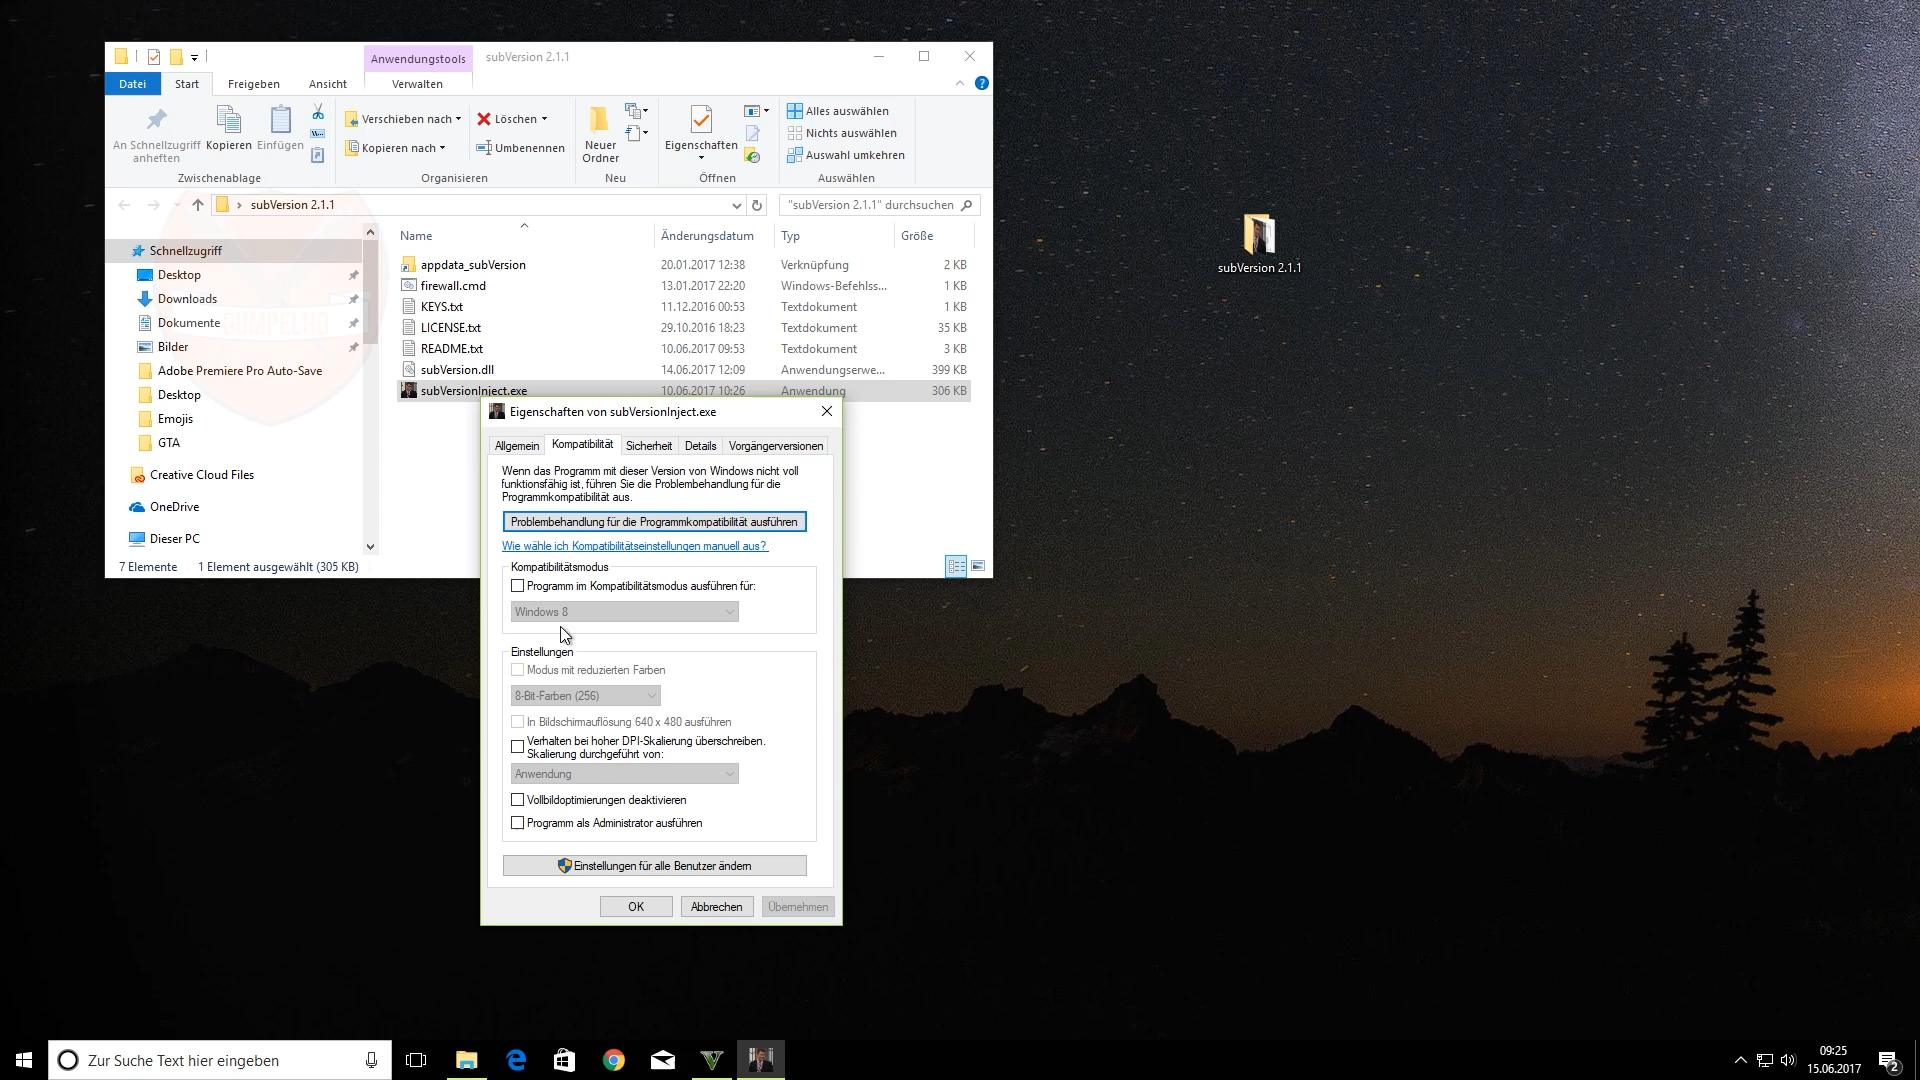 Anwendungstools
subVersion 2.1.1
Datei
Start
Freigeben
Ansicht
Verwalten
An Schnellzugriff
anheften
Kopieren
Einfügen
Zwischenablage
Verschieben nach
Kopieren nach
Löschen
Umbenennen
Organisieren
Neuer
Ordner
Neu
Eigenschaften
Öffnen
Alles auswählen
Nichts auswählen
Auswahl umkehren
Auswählen
subVersion 2.1.1
"subVersion 2.1.1" durchsuchen
Schnellzugriff
Desktop
Downloads
Dokumente
Bilder
Adobe Premiere Pro Auto-Save
Desktop
Emojis
GTA
Creative Cloud Files
OneDrive
Dieser PC
GUMPELHD
Name Änderungsdatum Typ Größe
appdata_subVersion 20.01.2017 12:38 Verknüpfung 2 KB
firewall.cmd 13.01.2017 22:20 Windows-Befehlss... 1 KB
KEYS.txt 11.12.2016 00:53 Textdokument 1 KB
LICENSE.txt 29.10.2016 18:23 Textdokument 35 KB
README.txt 10.06.2017 09:53 Textdokument 3 KB
subVersion.dll 14.06.2017 12:09 Anwendungserwe... 399 KB
subVersionInject.exe 10.06.2017 10:26 Anwendung 306 KB
7 Elemente 1 Element ausgewählt (305 KB)
Eigenschaften von subVersionInject.exe
Allgemein Kompatibilität Sicherheit Details Vorgängerversionen
Wenn das Programm mit dieser Version von Windows nicht voll
funktionsfähig ist, führen Sie die Problembehandlung für die
Programmkompatibilität aus.
Problembehandlung für die Programmkompatibilität ausführen
Wie wähle ich Kompatibilitätseinstellungen manuell aus?
Kompatibilitätsmodus
Programm im Kompatibilitätsmodus ausführen für:
Windows 8
Einstellungen
Modus mit reduzierten Farben
8-Bit-Farben (256)
In Bildschirmauflösung 640 x 480 ausführen
Verhalten bei hoher DPI-Skalierung überschreiben.
Skalierung durchgeführt von:
Anwendung
Vollbildoptimierungen deaktivieren
Programm als Administrator ausführen
Einstellungen für alle Benutzer ändern
OK Abbrechen Übernehmen
subVersion 2.1.1
Zur Suche Text hier eingeben
09:25
15.06.2017
2